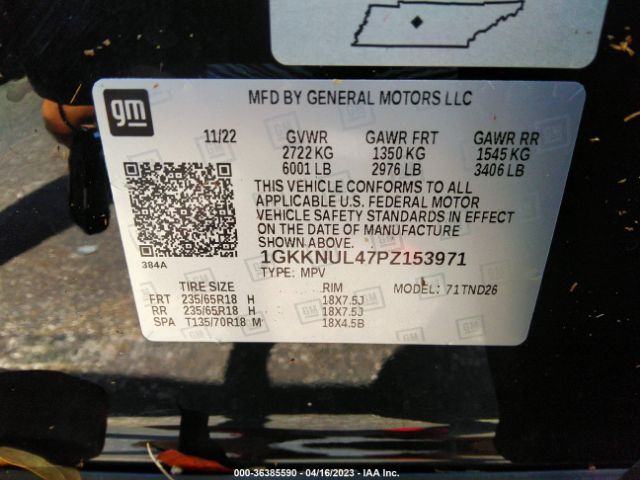 gm
MFD BY GENERAL MOTORS LLC
11/22 GVWR GAWR FRT GAWR RR
2722 KG 1350 KG 1545 KG
6001 LB 2976 LB 3406 LB
THIS VEHICLE CONFORMS TO ALL
APPLICABLE U.S. FEDERAL MOTOR
VEHICLE SAFETY STANDARDS IN EFFECT
ON THE DATE OF MANUFACTURE
SHOWN ABOVE.
384A
1GKKNUL47PZ153971
TYPE: MPV
MODEL: 71TND26
TIRE SIZE RIM
FRT 235/65R18 H 18X7.5J
RR 235/65R18 H 18X7.5J
SPA T135/70R18 M 18X4.5B
000-36385590 - 04/16/2023 - IAA Inc.